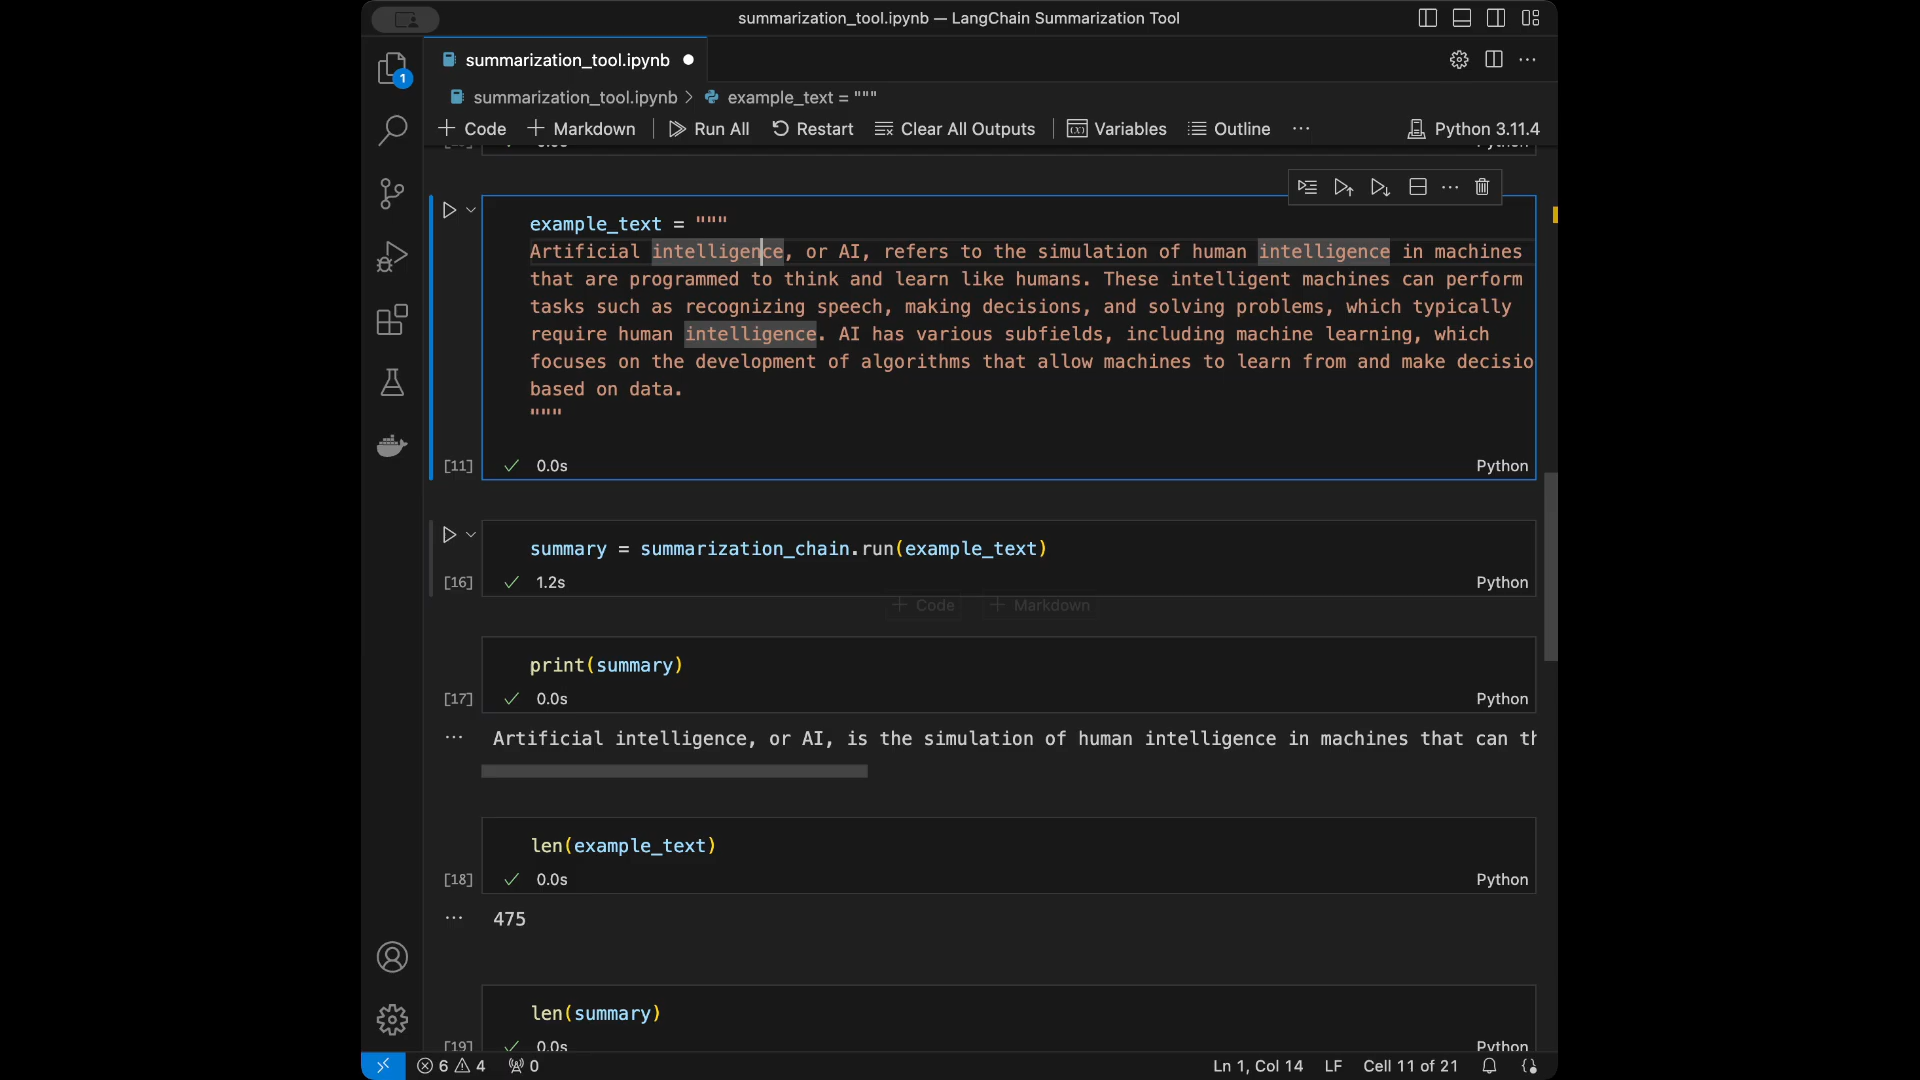 summarization_tool.ipynb — LangChain Summarization Tool
summarization_tool.ipynb
1
summarization_tool.ipynb > example_text = """
Code Markdown Run All Restart Clear All Outputs Variables Outline ··· Python 3.11.4
example_text = """
Artificial intelligence, or AI, refers to the simulation of human intelligence in machines
that are programmed to think and learn like humans. These intelligent machines can perform
tasks such as recognizing speech, making decisions, and solving problems, which typically
require human intelligence. AI has various subfields, including machine learning, which
focuses on the development of algorithms that allow machines to learn from and make decisio
based on data.
"""
[11] 0.0s Python
summary = summarization_chain.run(example_text)
[16] 1.2s Python
Code Markdown
print(summary)
[17] 0.0s Python
Artificial intelligence, or AI, is the simulation of human intelligence in machines that can th
len(example_text)
[18] 0.0s Python
475
len(summary)
[19] 0.0s Python
6 4 0 Ln 1, Col 14 LF Cell 11 of 21